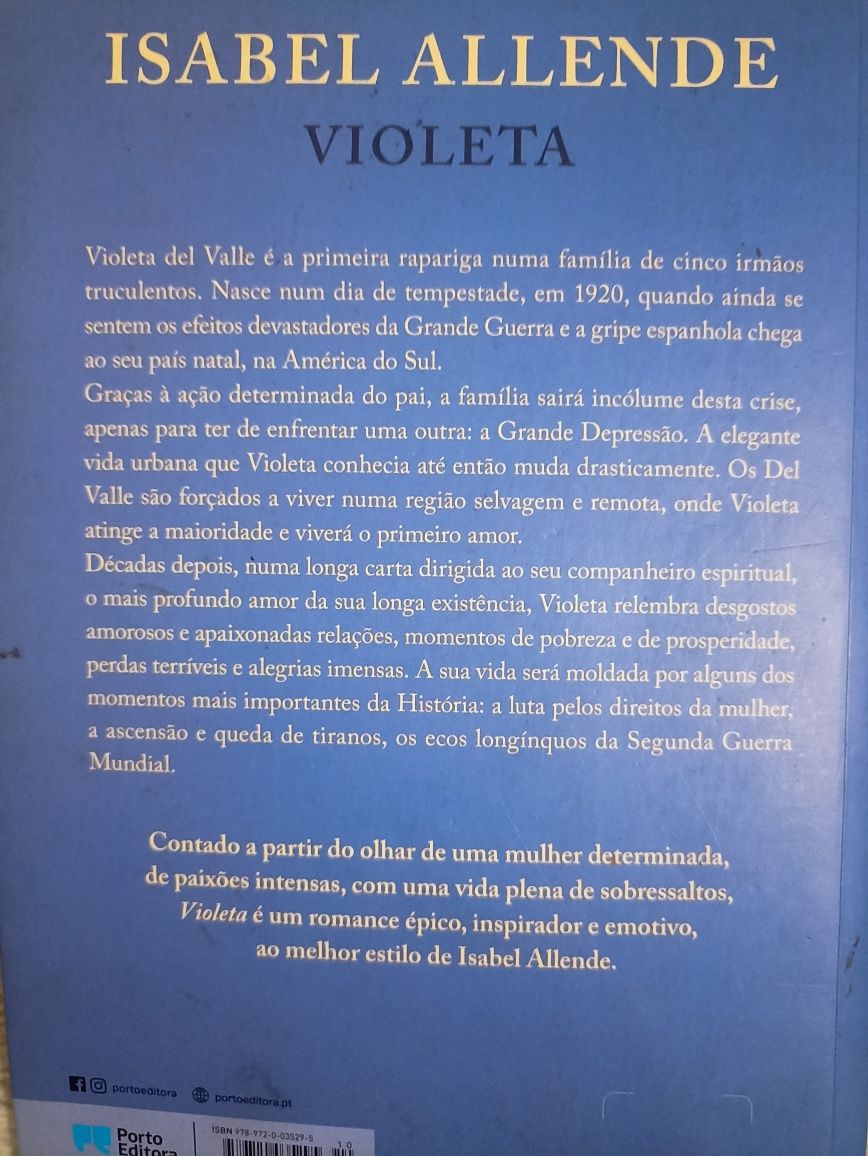 ISABEL ALLENDE
VIOLETA
Violeta del Valle é a primeira rapariga numa família de cinco irmãos
truculentos. Nasce num dia de tempestade, em 1920, quando ainda se
sentem os efeitos devastadores da Grande Guerra e a gripe espanhola chega
ao seu país natal, na América do Sul.
Graças à ação determinada do pai, a família sairá incólume desta crise,
apenas para ter de enfrentar uma outra: a Grande Depressão. A elegante
vida urbana que Violeta conhecia até então muda drasticamente. Os Del
Valle são forçados a viver numa região selvagem e remota, onde Violeta
atinge a maioridade e viverá o primeiro amor.
Décadas depois, numa longa carta dirigida ao seu companheiro espiritual,
o mais profundo amor da sua longa existência, Violeta relembra desgostos
amorosos e apaixonadas relações, momentos de pobreza e de prosperidade,
perdas terríveis e alegrias imensas. A sua vida será moldada por alguns dos
momentos mais importantes da História: a luta pelos direitos da mulher,
a ascensão e queda de tiranos, os ecos longínquos da Segunda Guerra
Mundial.
Contado a partir do olhar de uma mulher determinada,
de paixões intensas, com uma vida plena de sobressaltos,
Violeta é um romance épico, inspirador e emotivo,
ao melhor estilo de Isabel Allende.
portoeditora portoeditora.pt
ISBN 978-972-0-03529-5
1 0
Porto
Editora